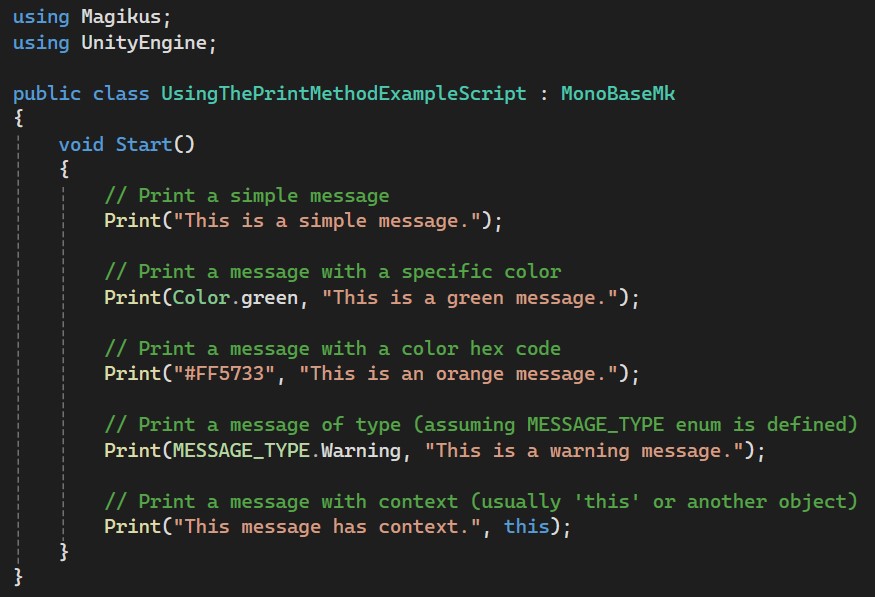 using Magikus;
using UnityEngine;

public class UsingThePrintMethodExampleScript : MonoBaseMk
{
    void Start()
    {
        // Print a simple message
        Print("This is a simple message.");

        // Print a message with a specific color
        Print(Color.green, "This is a green message.");

        // Print a message with a color hex code
        Print("#FF5733", "This is an orange message.");

        // Print a message of type (assuming MESSAGE_TYPE enum is defined)
        Print(MESSAGE_TYPE.Warning, "This is a warning message.");

        // Print a message with context (usually 'this' or another object)
        Print("This message has context.", this);
    }
}